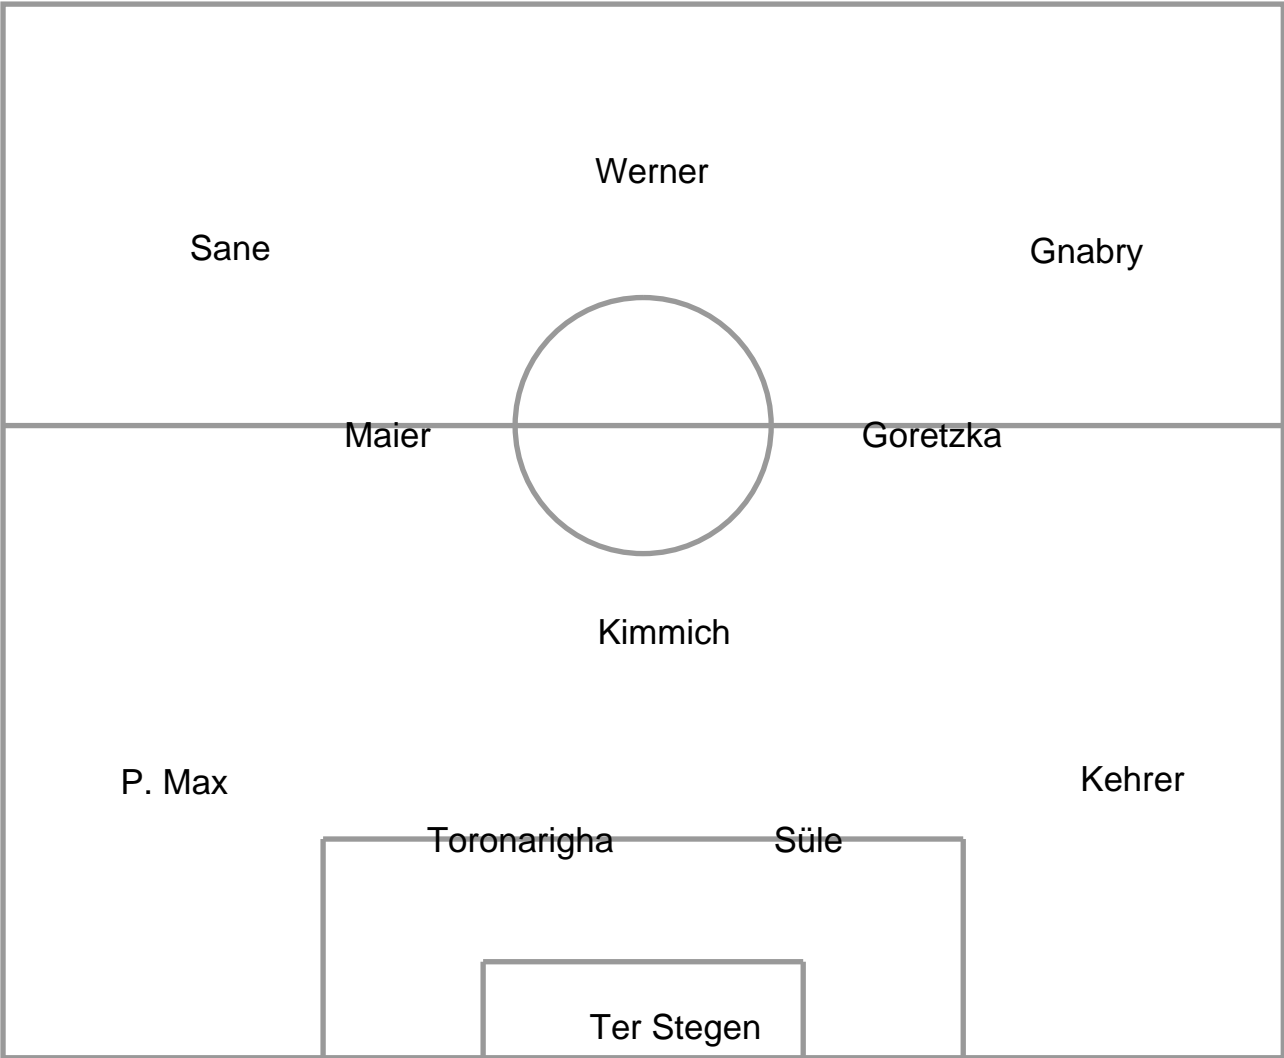 Werner
Sane
Gnabry
Maier
Goretzka
Kimmich
P. Max
Kehrer
Toronarigha
Süle
Ter Stegen